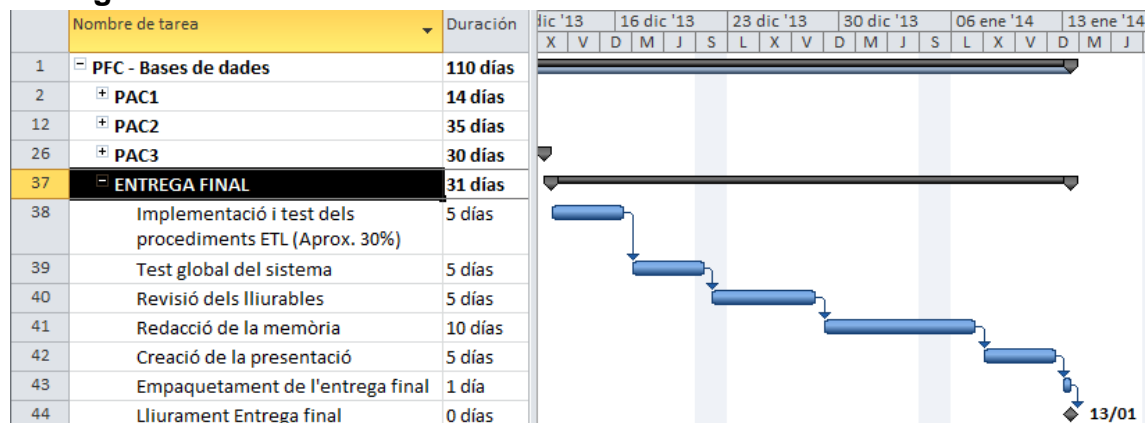 Nombre de tarea Duración dic '13 16 dic '13 23 dic '13 30 dic '13 06 ene '14 13 ene '14
X V D M J S L X V D M J S L X V D M J
1 PFC - Bases de dades 110 días
2 PAC1 14 días
12 PAC2 35 días
26 PAC3 30 días
37 ENTREGA FINAL 31 días
38 Implementació i test dels 5 días
procediments ETL (Aprox. 30%)
39 Test global del sistema 5 días
40 Revisió dels lliurables 5 días
41 Redacció de la memòria 10 días
42 Creació de la presentació 5 días
43 Empaquetament de l'entrega final 1 día
44 Lliurament Entrega final 0 días 13/01